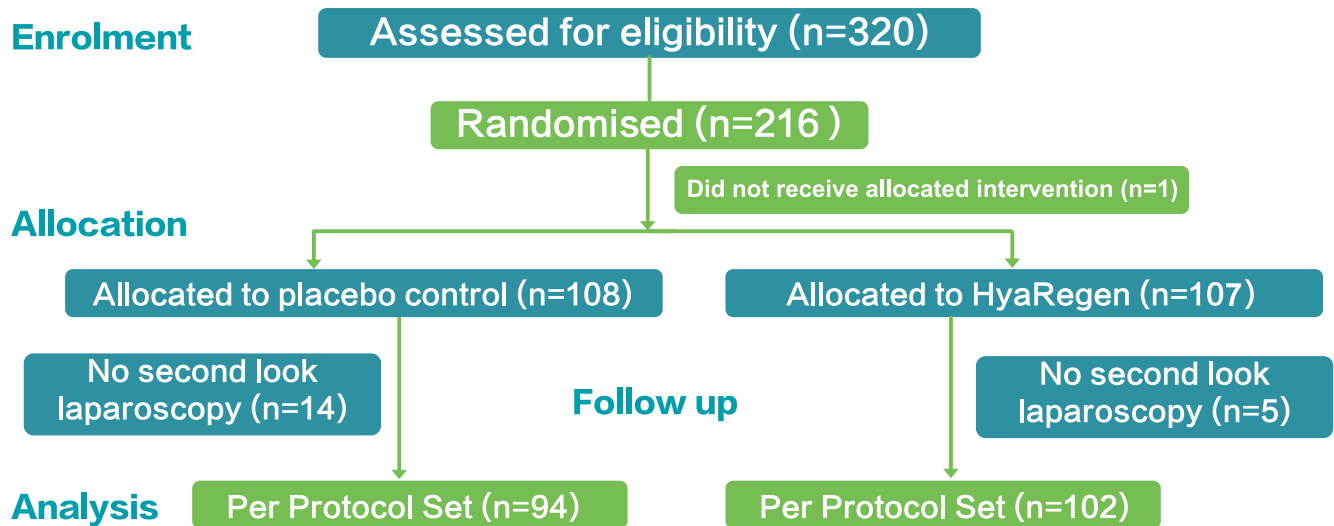 Enrolment
Assessed for eligibility (n=320)
Randomised (n=216 )
Did not receive allocated intervention (n=1)
Allocation
Allocated to placebo control (n=108)
Allocated to HyaRegen (n=107)
No second look
laparoscopy (n=14)
Follow up
No second look
laparoscopy (n=5)
Analysis
Per Protocol Set (n=94)
Per Protocol Set (n=102)